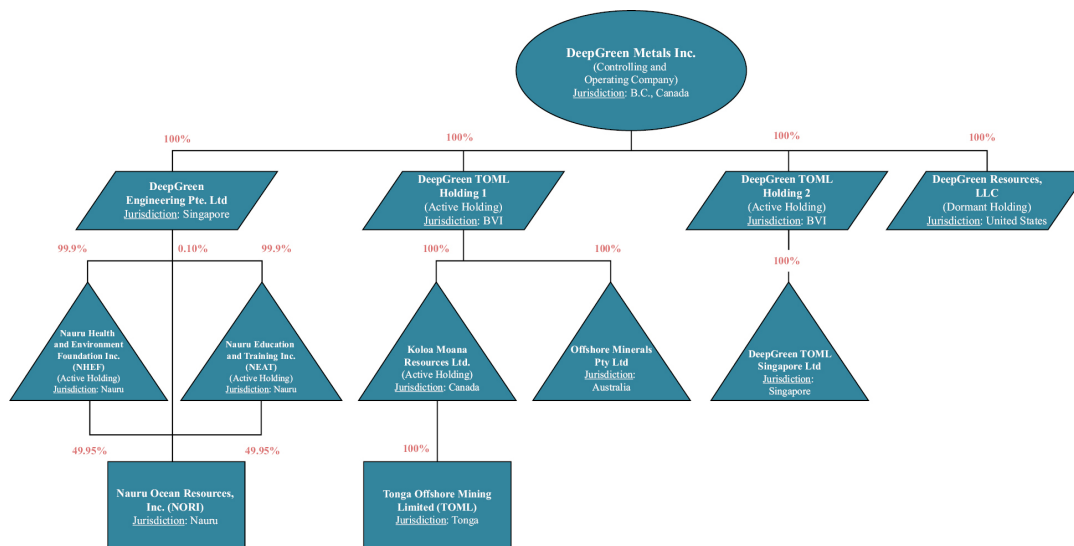 DeepGreen Metals Inc.
(Controlling and
Operating Company)
Jurisdiction: B.C., Canada
100%
100%
100%
100%
DeepGreen
Engineering Pte. Ltd
Jurisdiction: Singapore
DeepGreen TOML
Holding 1
(Active Holding)
Jurisdiction: BVI
DeepGreen TOML
Holding 2
(Active Holding)
Jurisdiction: BVI
DeepGreen Resources,
LLC
(Dormant Holding)
Jurisdiction: United States
99.9%
0.10%
99.9%
100%
100%
100%
Nauru Health
and Environment
Foundation Inc.
(NHEF)
(Active Holding)
Jurisdiction: Nauru
Nauru Education
and Training Inc.
(NEAT)
(Active Holding)
Jurisdiction: Nauru
Koloa Moana
Resources Ltd.
(Active Holding)
Jurisdiction: Canada
Offshore Minerals
Pty Ltd
Jurisdiction:
Australia
DeepGreen TOML
Singapore Ltd
Jurisdiction:
Singapore
49.95%
49.95%
100%
Nauru Ocean Resources,
Inc. (NORI)
Jurisdiction: Nauru
Tonga Offshore Mining
Limited (TOML)
Jurisdiction: Tonga